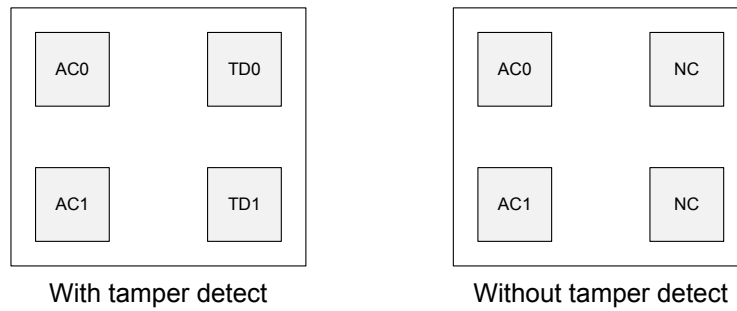 AC0 TD0
AC1 TD1
With tamper detect
AC0 NC
AC1 NC
Without tamper detect